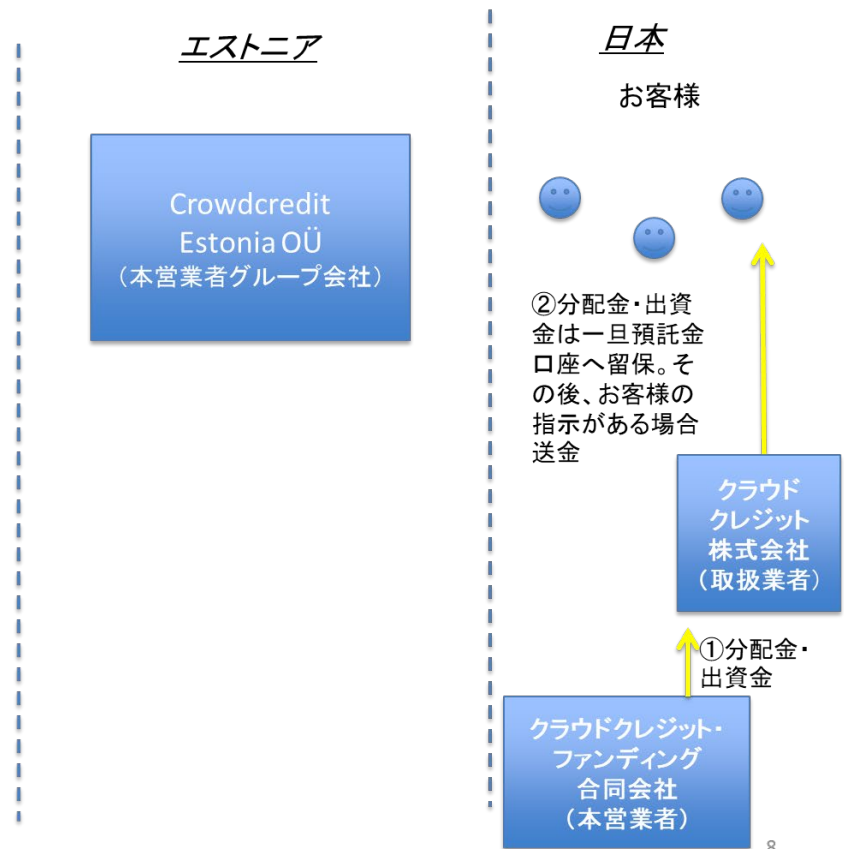 エストニア
日本
お客様
Crowdcredit
Estonia OÜ
（本営業者グループ会社）
②分配金・出資
金は一旦預託金
口座へ留保。そ
の後、お客様の
指示がある場合
送金
クラウド
クレジット
株式会社
（取扱業者）
①分配金・
出資金
クラウドクレジット・
ファンディング
合同会社
（本営業者）
8